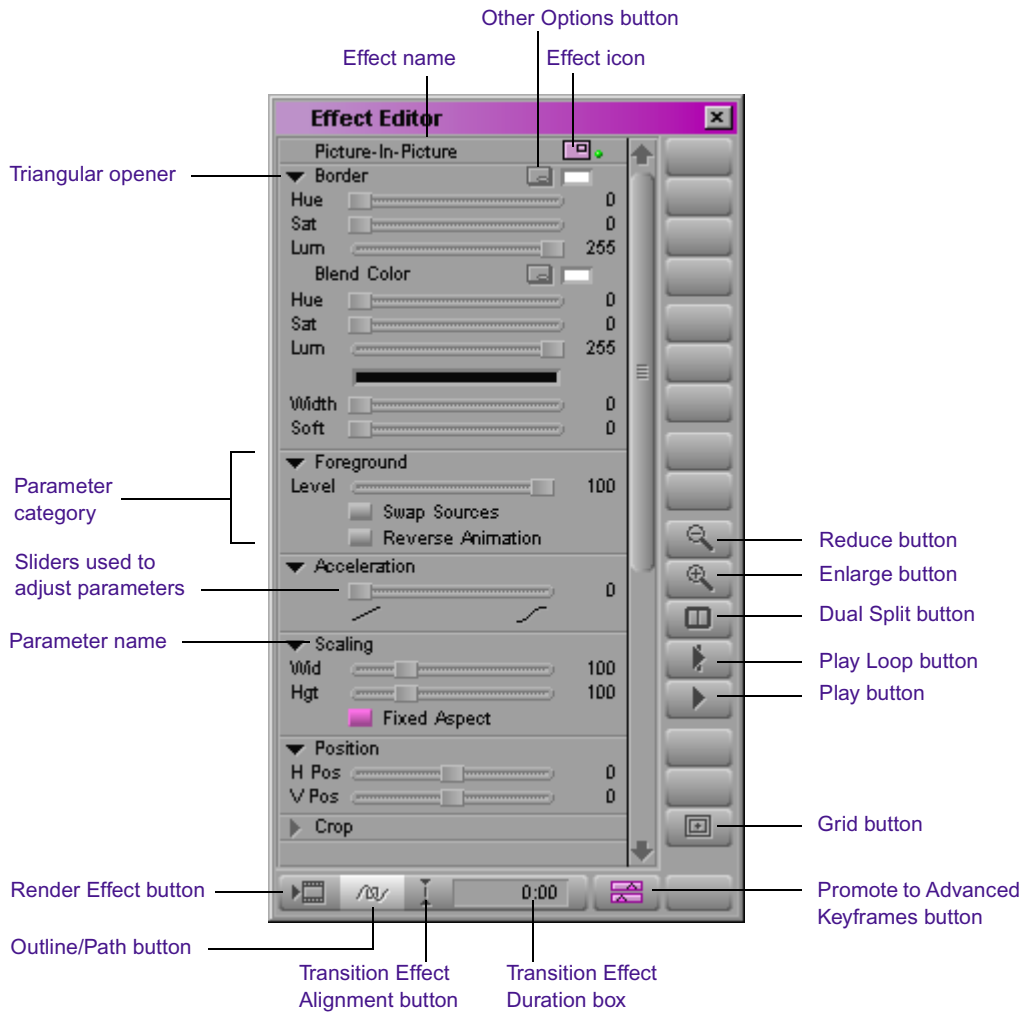 Other Options button
Effect name
Effect icon
Effect Editor
Picture-In-Picture
Triangular opener
Border
Hue 0
Sat 0
Lum 255
Blend Color
Hue 0
Sat 0
Lum 255
Width 0
Soft 0
Parameter
category
Foreground
Level 100
Swap Sources
Reverse Animation
Sliders used to
adjust parameters
Acceleration
0
Parameter name
Scaling
Wid 100
Hgt 100
Fixed Aspect
Position
H Pos 0
V Pos 0
Crop
Reduce button
Enlarge button
Dual Split button
Play Loop button
Play button
Grid button
Render Effect button
0:00
Promote to Advanced
Keyframes button
Outline/Path button
Transition Effect
Alignment button
Transition Effect
Duration box